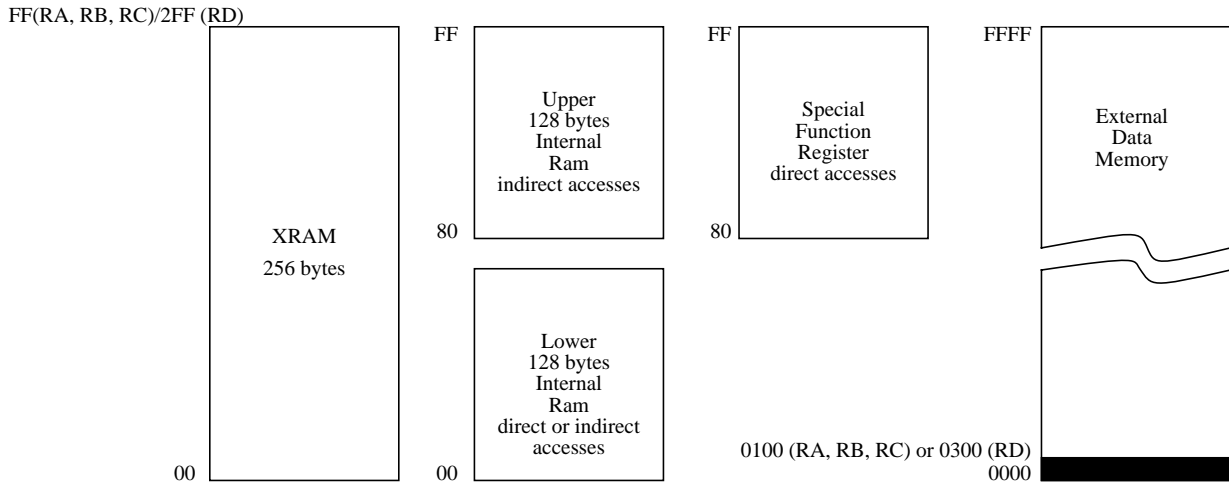 FF(RA, RB, RC)/2FF (RD)
FF
FF
FFFF
Upper
128 bytes
Internal
Ram
indirect accesses
Special
Function
Register
direct accesses
External
Data
Memory
80
80
XRAM
256 bytes
Lower
128 bytes
Internal
Ram
direct or indirect
accesses
0100 (RA, RB, RC) or 0300 (RD)
00
00
0000